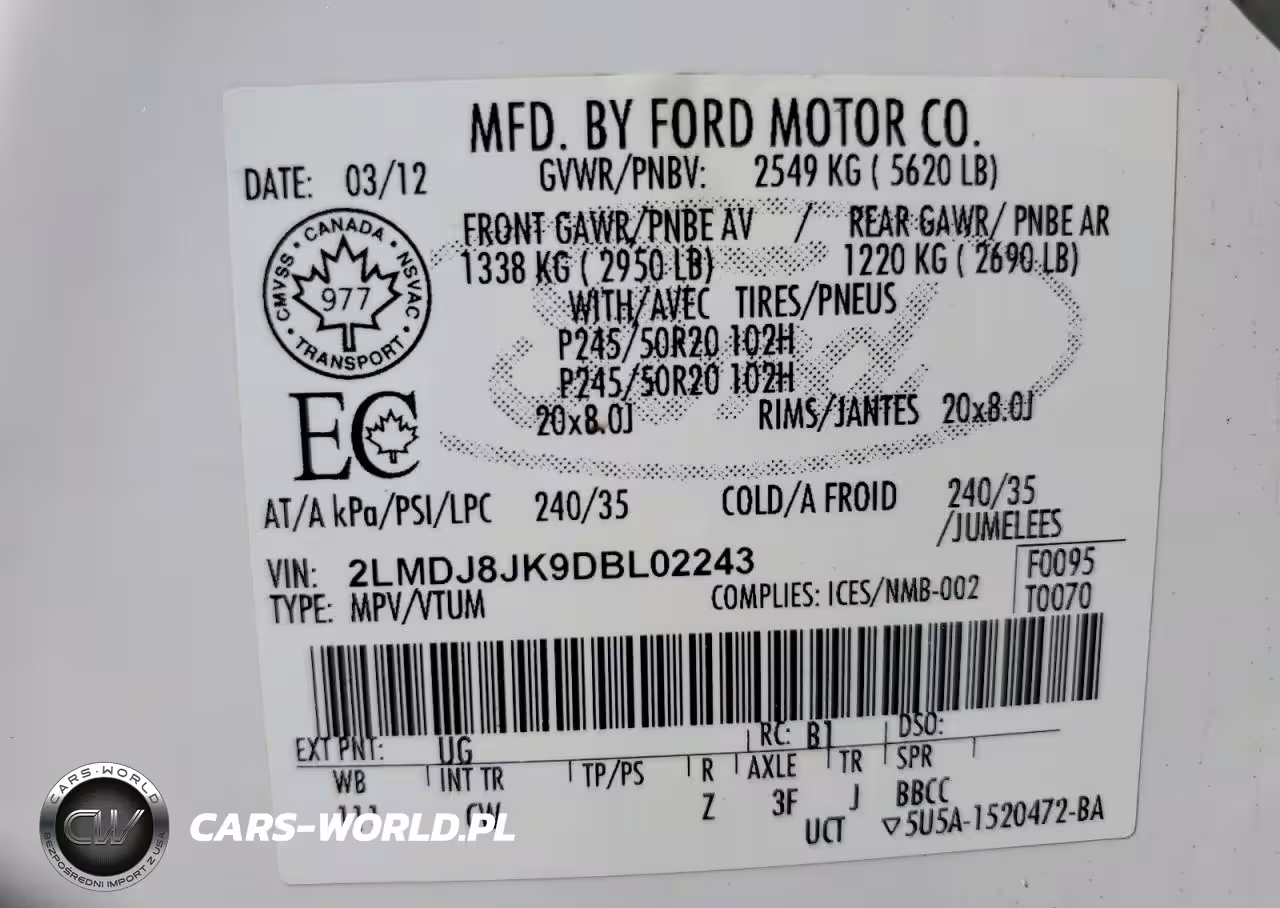 MFD. BY FORD MOTOR CO.
DATE: 03/12 GVWR/PNBV: 2549 KG ( 5620 LB)
FRONT GAWR/PNBE AV / REAR GAWR/ PNBE AR
1338 KG ( 2950 LB) 1220 KG ( 2690 LB)
WITH/AVEC TIRES/PNEUS
P245/50R20 102H
P245/50R20 102H
20x8.0J RIMS/JANTES 20x8.0J
CANADA
CMVSS NSVAC
977
TRANSPORT
EC
AT/A kPa/PSI/LPC 240/35 COLD/A FROID 240/35
/JUMELEES
VIN: 2LMDJ8JK9DBL02243 F0095
TYPE: MPV/VTUM COMPLIES: ICES/NMB-002 T0070
EXT PNT: UG RC: B1 DSO:
WB INT TR TP/PS R AXLE TR SPR
111 CW Z 3F J BBCC
UCT ▽5U5A-1520472-BA
CARS-WORLD
CW
BEZPOŚREDNI IMPORT Z USA
CARS-WORLD.PL